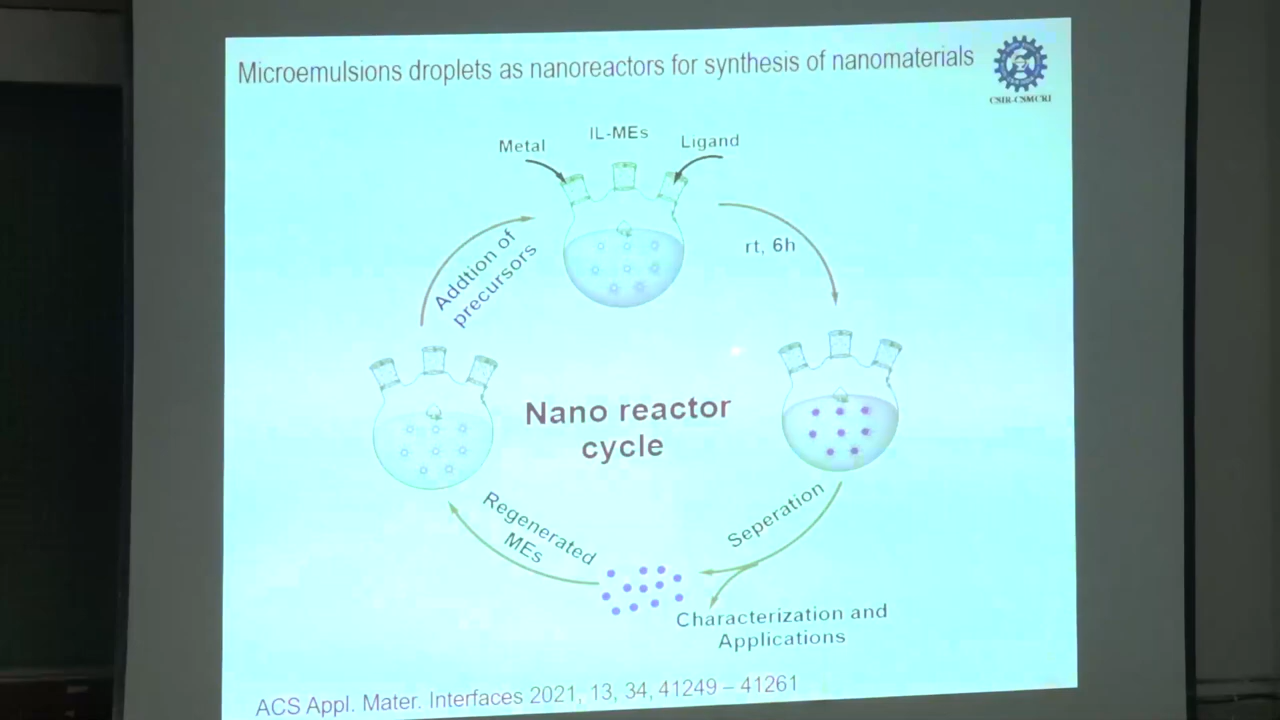 Microemulsions droplets as nanoreactors for synthesis of nanomaterials
CSIR-CSMCRI
IL-MEs
Metal
Ligand
Addtion of
precursors
rt, 6h
Nano reactor
cycle
Regenerated
MEs
Seperation
Characterization and
Applications
ACS Appl. Mater. Interfaces 2021, 13, 34, 41249 – 41261